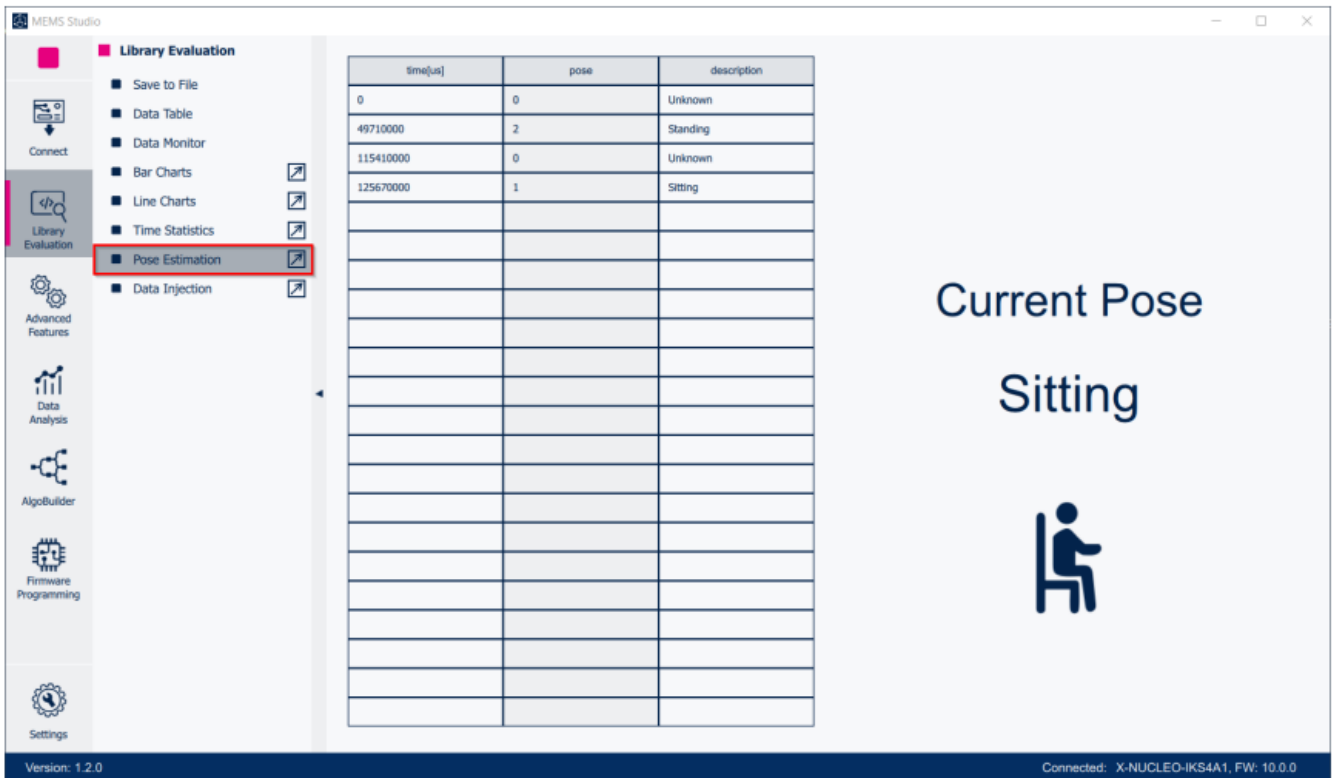 MEMS Studio
Connect
Library
Evaluation
Advanced
Features
Data
Analysis
AlgoBuilder
Firmware
Programming
Settings
Library Evaluation
Save to File
Data Table
Data Monitor
Bar Charts
Line Charts
Time Statistics
Pose Estimation
Data Injection
time[us] pose description
0 0 Unknown
49710000 2 Standing
115410000 0 Unknown
125670000 1 Sitting
Current Pose
Sitting
Version: 1.2.0
Connected: X-NUCLEO-IKS4A1, FW: 10.0.0